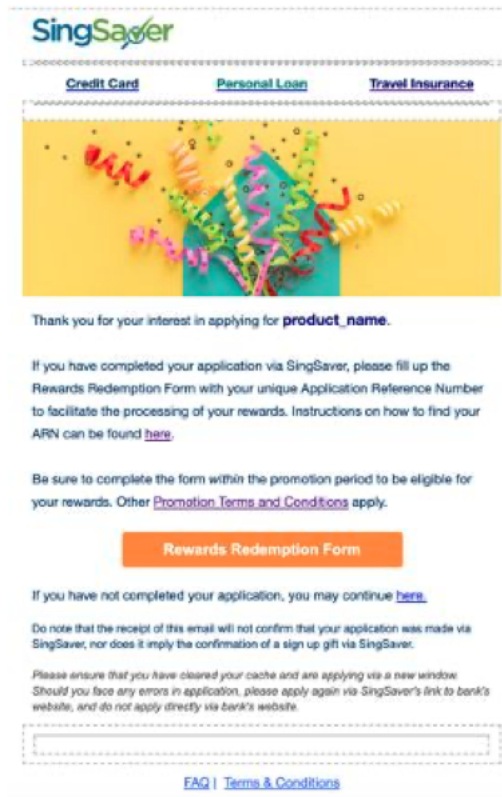 SingSaver
Credit Card Personal Loan Travel Insurance
Thank you for your interest in applying for product_name.
If you have completed your application via SingSaver, please fill up the
Rewards Redemption Form with your unique Application Reference Number
to facilitate the processing of your rewards. Instructions on how to find your
ARN can be found here.
Be sure to complete the form within the promotion period to be eligible for
your rewards. Other Promotion Terms and Conditions apply.
Rewards Redemption Form
If you have not completed your application, you may continue here.
Do note that the receipt of this email will not confirm that your application was made via
SingSaver, nor does it imply the confirmation of a sign up gift via SingSaver.
Please ensure that you have cleared your cache and are applying via a new window.
Should you face any errors in application, please apply again via SingSaver's link to bank's
website, and do not apply directly via bank's website.
FAQ | Terms & Conditions